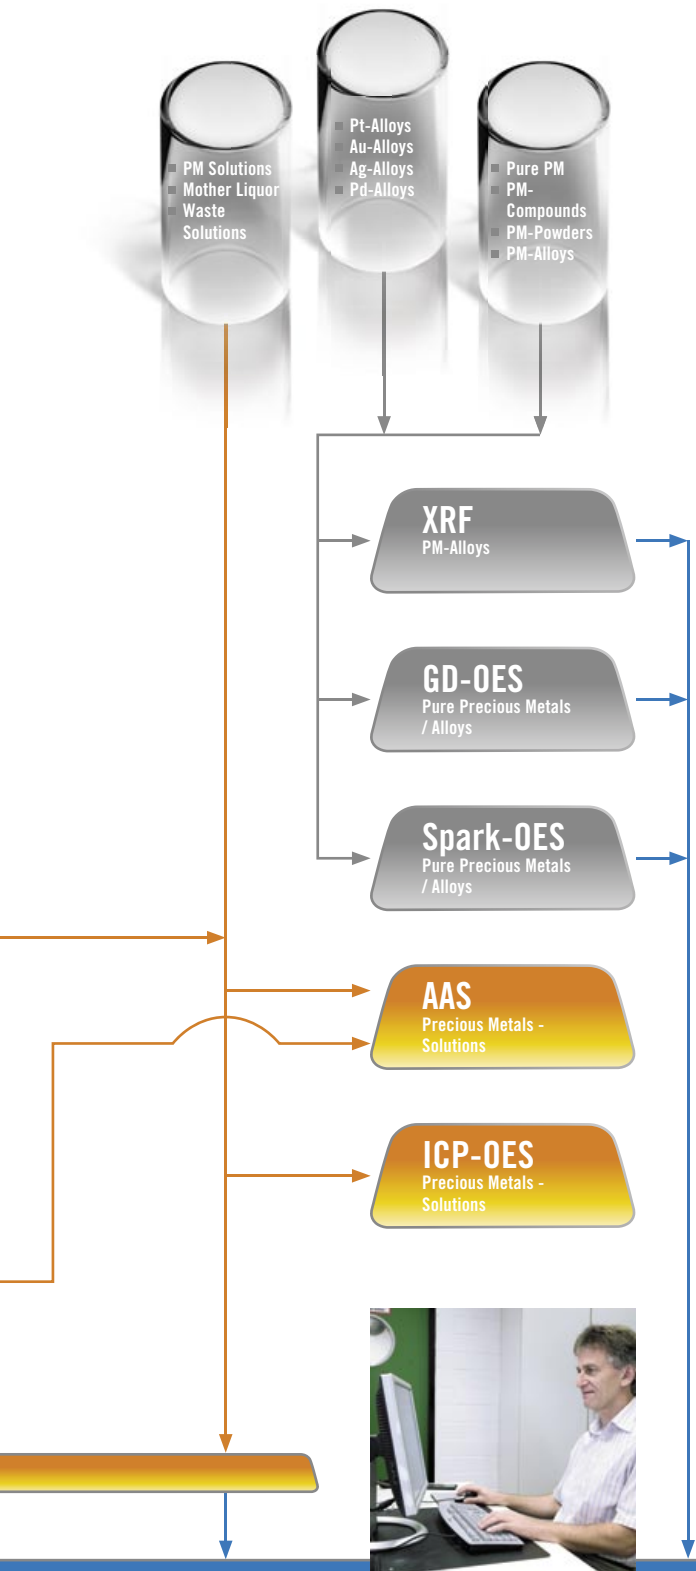 PM Solutions
Mother Liquor
Waste
Solutions
Pt-Alloys
Au-Alloys
Ag-Alloys
Pd-Alloys
Pure PM
PM-
Compounds
PM-Powders
PM-Alloys
XRF
PM-Alloys
GD-OES
Pure Precious Metals
/ Alloys
Spark-OES
Pure Precious Metals
/ Alloys
AAS
Precious Metals -
Solutions
ICP-OES
Precious Metals -
Solutions